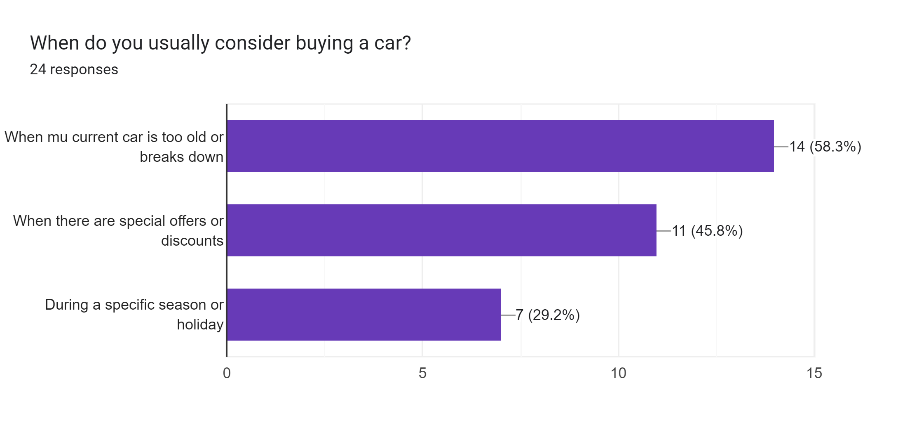 When do you usually consider buying a car?
24 responses
When mu current car is too old or
breaks down
14 (58.3%)
When there are special offers or
discounts
11 (45.8%)
During a specific season or
holiday
7 (29.2%)
0 5 10 15